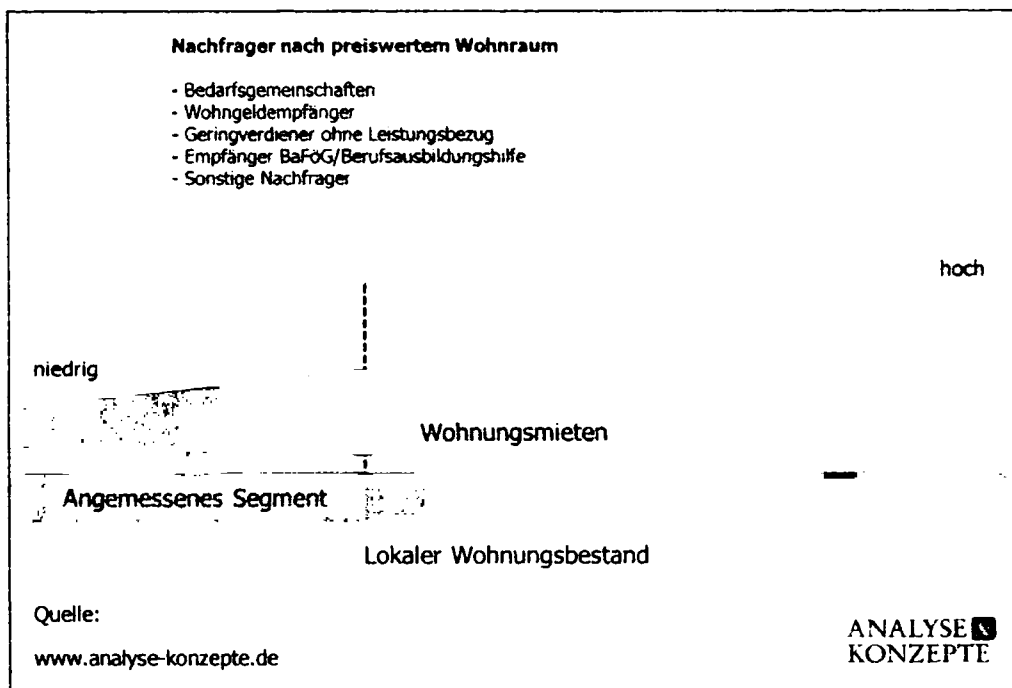 Nachfrager nach preiswertem Wohnraum
- Bedarfsgemeinschaften
- Wohngeldempfänger
- Geringverdiener ohne Leistungsbezug
- Empfänger BaFöG/Berufsausbildungshilfe
- Sonstige Nachfrager
hoch
niedrig
Wohnungsmieten
Angemessenes Segment
Lokaler Wohnungsbestand
Quelle:
www.analyse-konzepte.de
ANALYSE
KONZEPTE